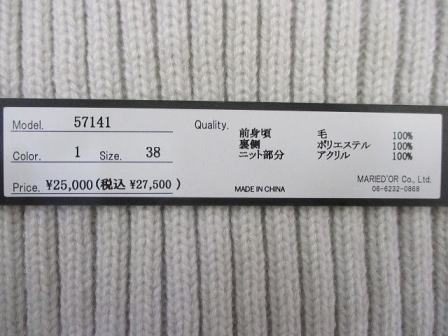 Model. 57141
Color. 1 Size. 38
Price. ¥25,000(税込 ¥27,500)
Quality.
前身頃 毛 100%
裏側 ポリエステル 100%
ニット部分 アクリル 100%
MADE IN CHINA
MARIED'OR Co., Ltd.
06-6232-0868